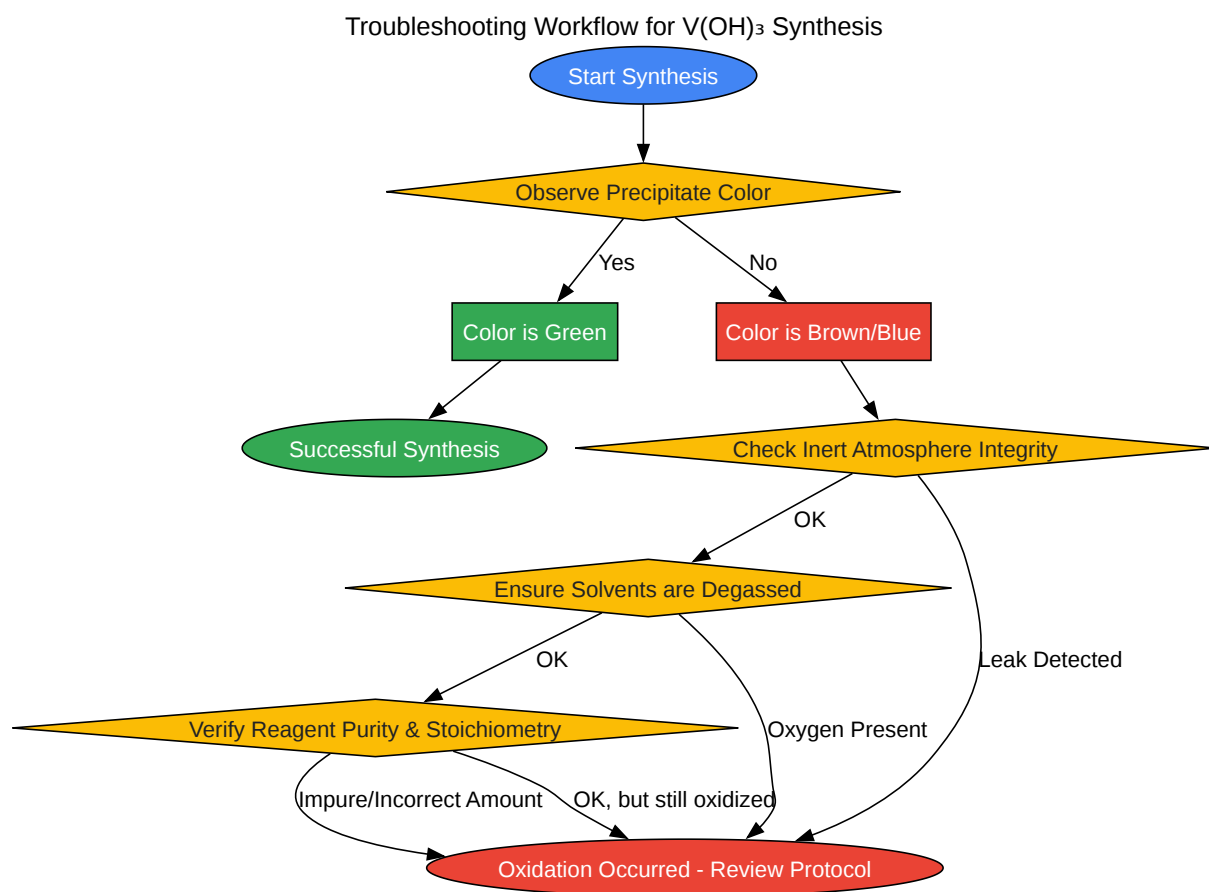 Troubleshooting Workflow for V(OH)₃ Synthesis
Start Synthesis
Observe Precipitate Color
Yes
No
Color is Green
Color is Brown/Blue
Successful Synthesis
Check Inert Atmosphere Integrity
OK
Ensure Solvents are Degassed
OK
Leak Detected
Verify Reagent Purity & Stoichiometry
Oxygen Present
Impure/Incorrect Amount
OK, but still oxidized
Oxidation Occurred - Review Protocol